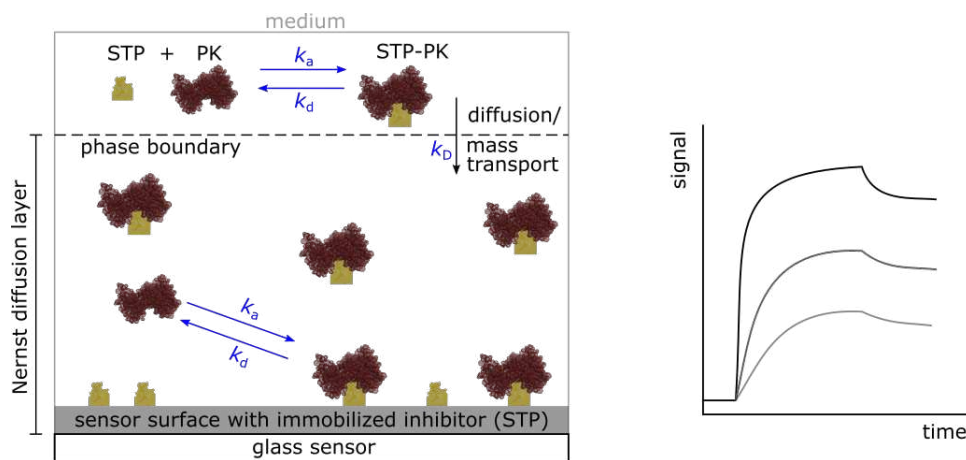 medium
STP + PK
STP-PK
ka
kd
diffusion/
mass
transport
kD
phase boundary
Nernst diffusion layer
ka
kd
sensor surface with immobilized inhibitor (STP)
glass sensor
signal
time